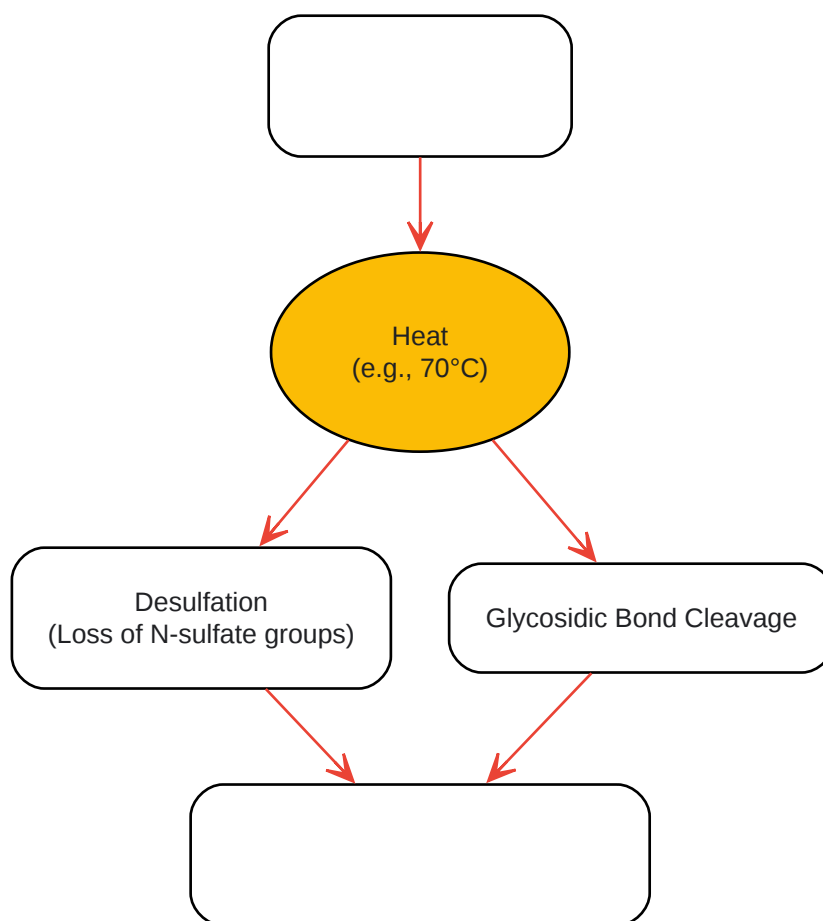 Heat
(e.g., 70°C)
Desulfation
(Loss of N-sulfate groups)
Glycosidic Bond Cleavage